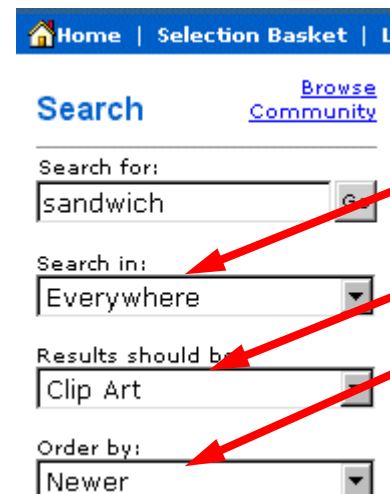 Home | Selection Basket | L
Browse
Search Community
Search for:
sandwich Go
Search in:
Everywhere
Results should be
Clip Art
Order by:
Newer